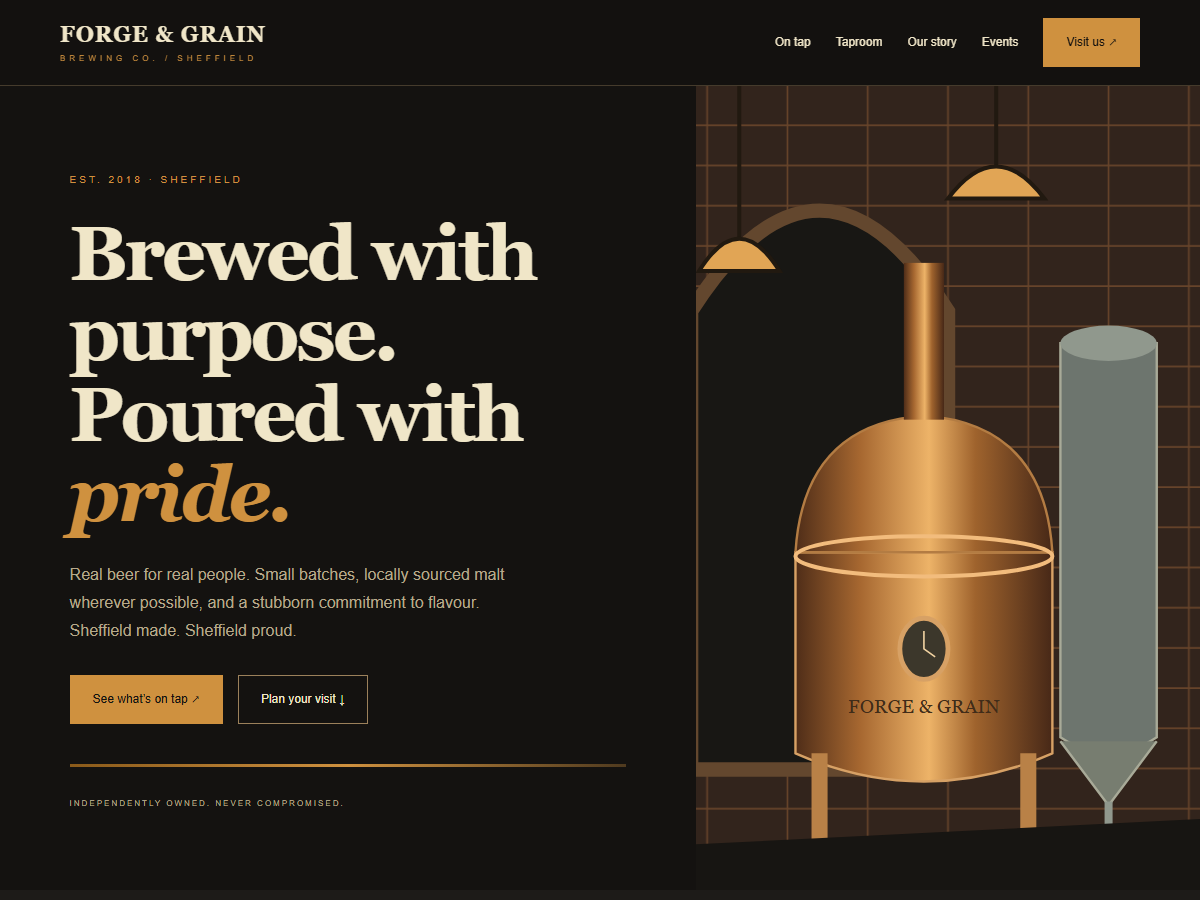 FORGE & GRAIN
BREWING CO. / SHEFFIELD
On tap Taproom Our story Events Visit us ↗
EST. 2018 · SHEFFIELD
Brewed with
purpose.
Poured with
pride.
Real beer for real people. Small batches, locally sourced malt
wherever possible, and a stubborn commitment to flavour.
Sheffield made. Sheffield proud.
See what's on tap ↗ Plan your visit ↓
INDEPENDENTLY OWNED. NEVER COMPROMISED.
FORGE & GRAIN